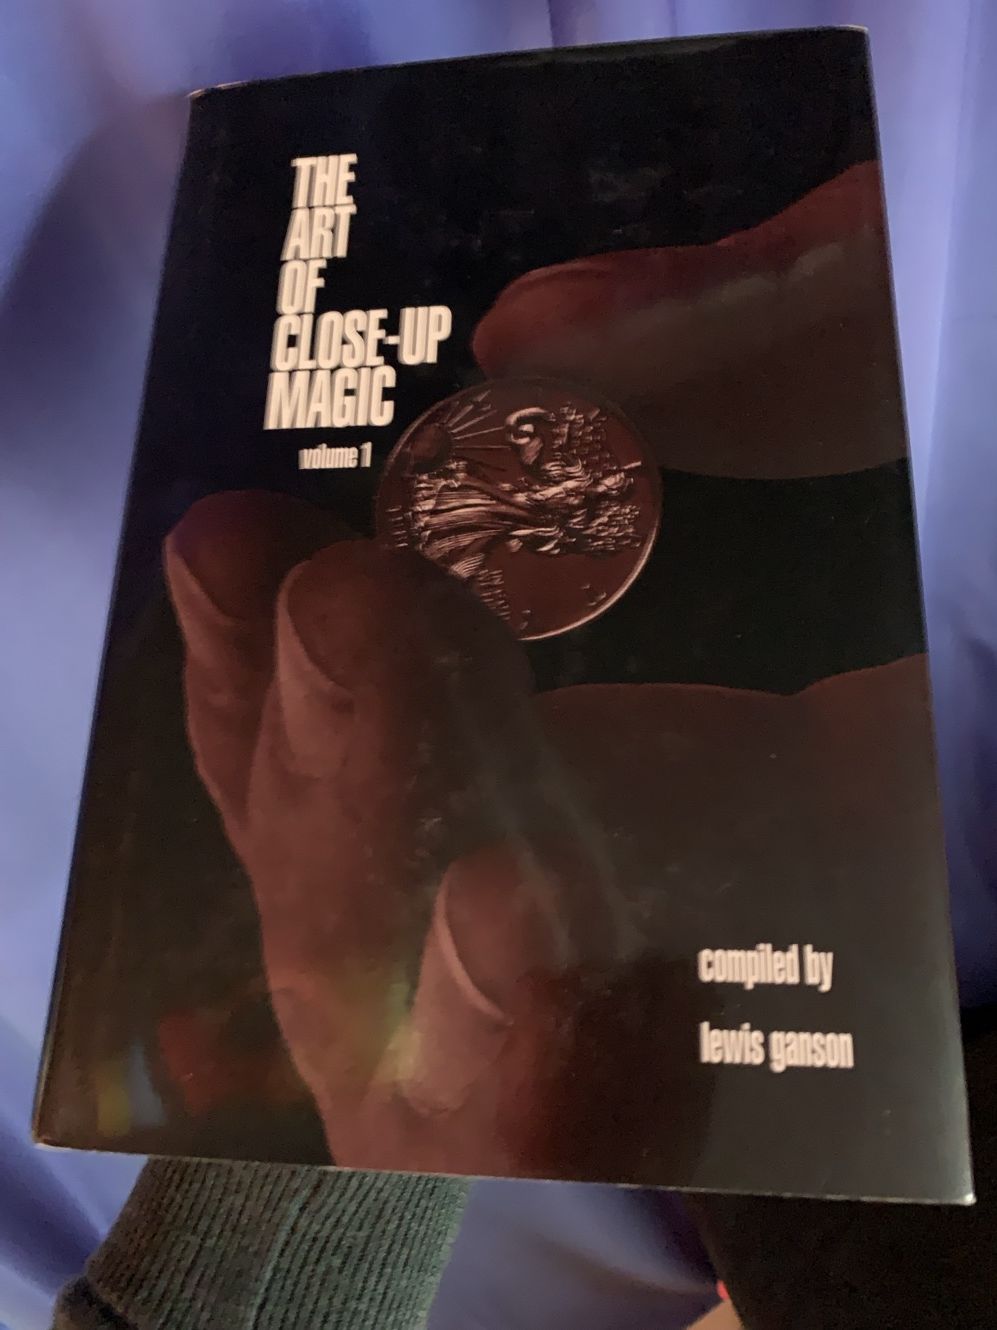 THE
ART
OF
CLOSE-UP
MAGIC
volume 1
compiled by
lewis ganson